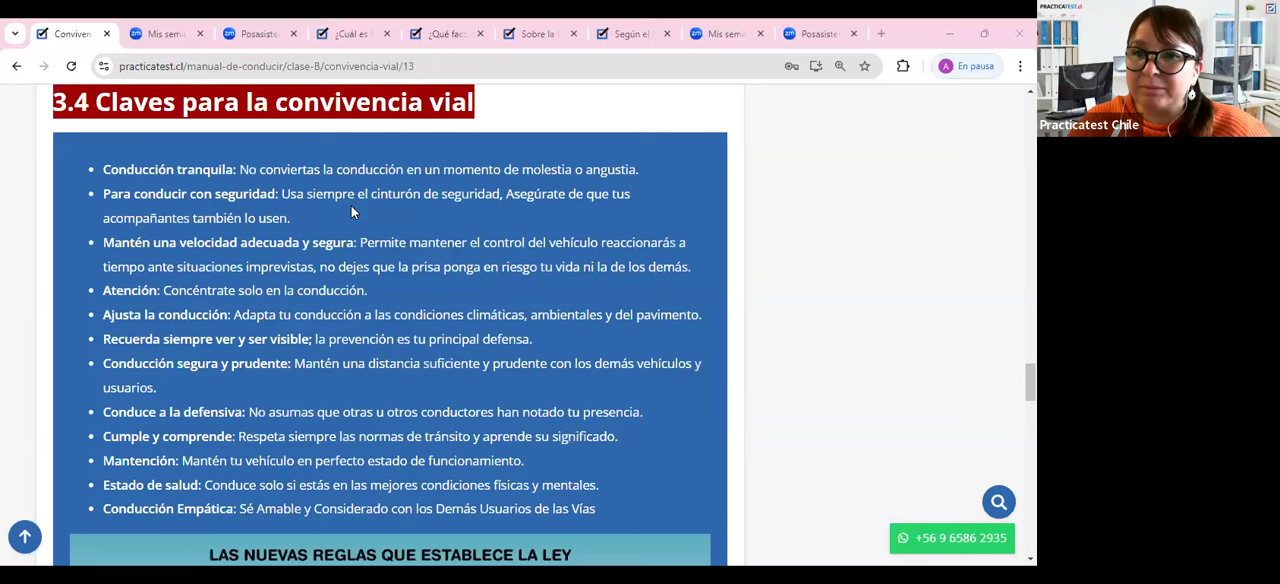 Conviven
Mis semi
Posasiste
¿Cuál es
¿Qué fac
Sobre la
Según el
Mis semi
Posasiste
practicatest.cl/manual-de-conducir/clase-B/convivencia-vial/13
A En pausa
3.4 Claves para la convivencia vial
Conducción tranquila: No conviertas la conducción en un momento de molestia o angustia.
Para conducir con seguridad: Usa siempre el cinturón de seguridad, Asegúrate de que tus
acompañantes también lo usen.
Mantén una velocidad adecuada y segura: Permite mantener el control del vehículo reaccionarás a
tiempo ante situaciones imprevistas, no dejes que la prisa ponga en riesgo tu vida ni la de los demás.
Atención: Concéntrate solo en la conducción.
Ajusta la conducción: Adapta tu conducción a las condiciones climáticas, ambientales y del pavimento.
Recuerda siempre ver y ser visible; la prevención es tu principal defensa.
Conducción segura y prudente: Mantén una distancia suficiente y prudente con los demás vehículos y
usuarios.
Conduce a la defensiva: No asumas que otras u otros conductores han notado tu presencia.
Cumple y comprende: Respeta siempre las normas de tránsito y aprende su significado.
Mantención: Mantén tu vehículo en perfecto estado de funcionamiento.
Estado de salud: Conduce solo si estás en las mejores condiciones físicas y mentales.
Conducción Empática: Sé Amable y Considerado con los Demás Usuarios de las Vías
LAS NUEVAS REGLAS QUE ESTABLECE LA LEY
+56 9 6586 2935
PRACTICATEST.cl
Practicatest Chile